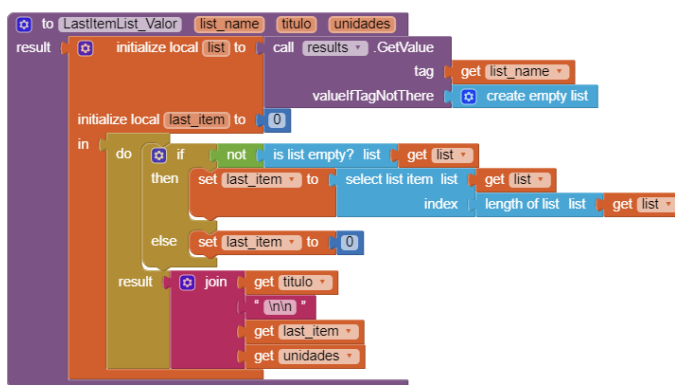 to LastItemList_Valor list_name titulo unidades
result initialize local list to call results .GetValue
tag get list_name
valueIfTagNotThere create empty list
initialize local last_item to 0
in do if not is list empty? list get list
then set last_item to select list item list get list
index length of list list get list
else set last_item to 0
result join get titulo
" \n\n "
get last_item
get unidades